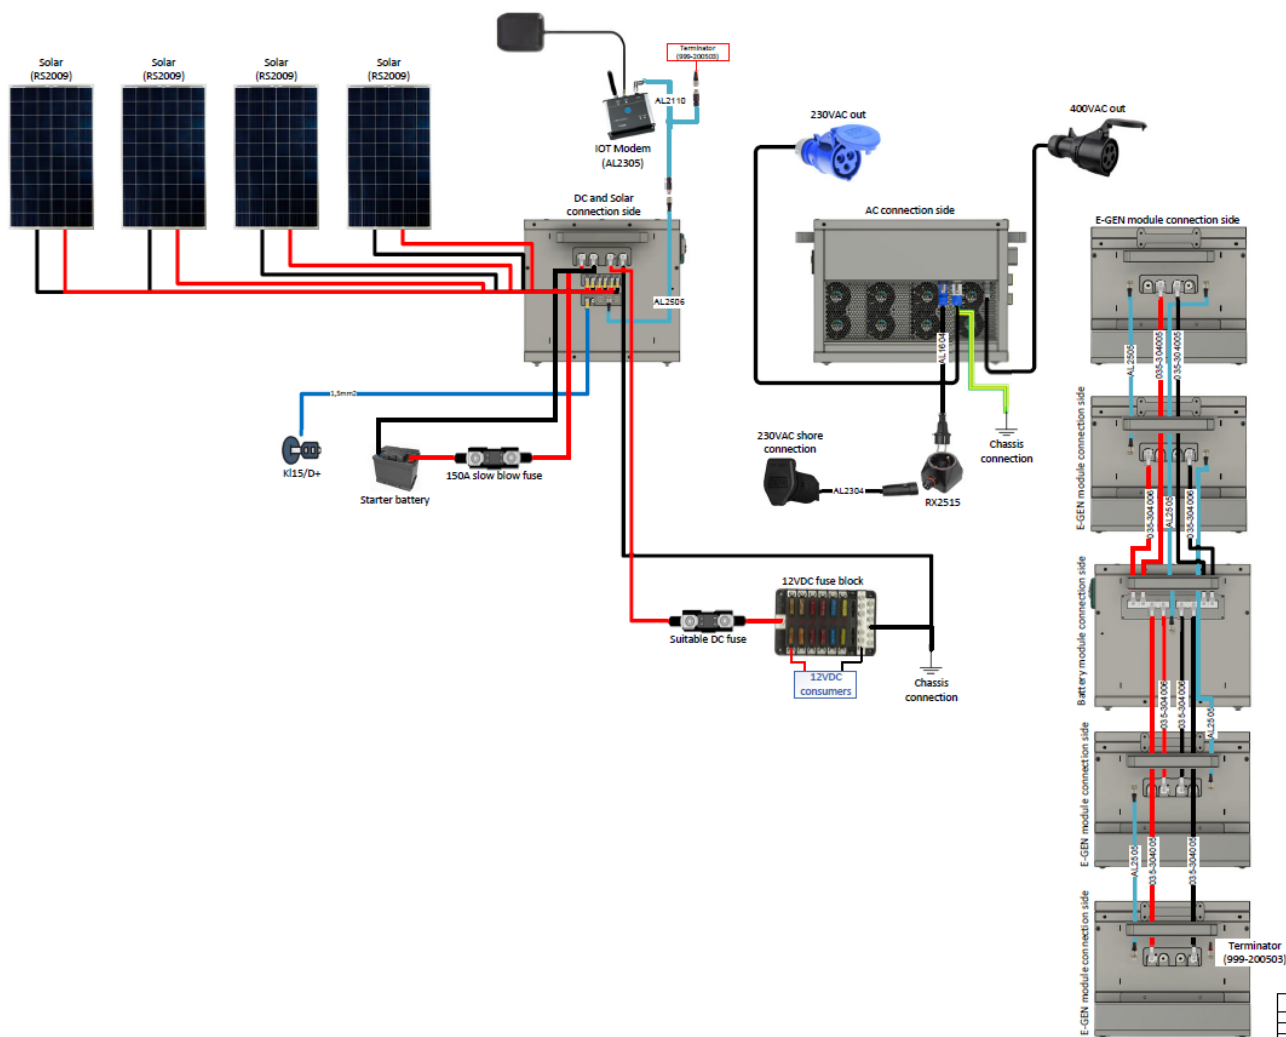 Solar
(RS2009)
Solar
(RS2009)
Solar
(RS2009)
Solar
(RS2009)
Terminator
(999-200503)
AL2110
IOT Modem
(AL2305)
DC and Solar
connection side
AL2506
1,5mm2
Kl15/D+
Starter battery
150A slow blow fuse
Suitable DC fuse
12VDC fuse block
12VDC
consumers
Chassis
connection
230VAC out
400VAC out
AC connection side
AL1604
230VAC shore
connection
AL2304
RX2515
Chassis
connection
E-GEN module connection side
AL2505
035-304005
035-304005
E-GEN module connection side
035-304006
AL2505
035-304006
Battery module connection side
035-304006
035-304006
AL2505
E-GEN module connection side
AL2505
035-304005
035-304005
E-GEN module connection side
Terminator
(999-200503)